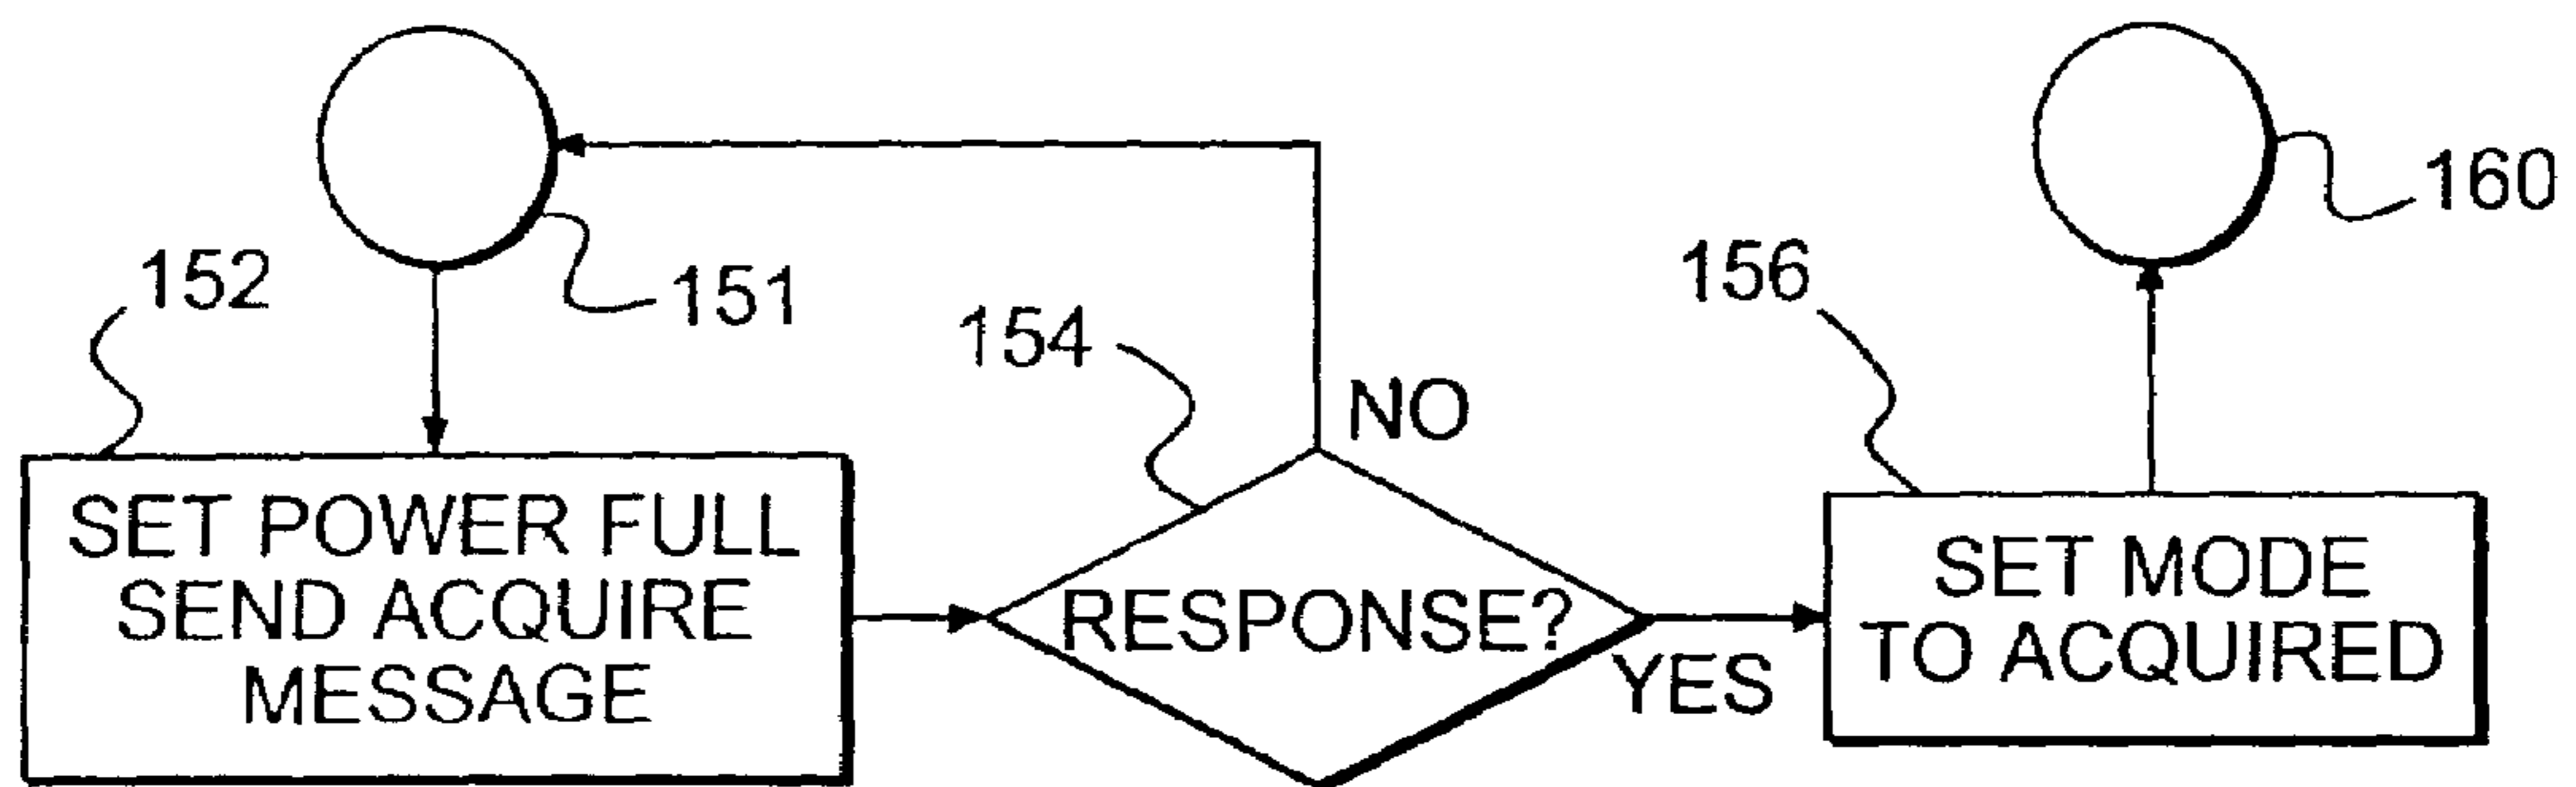 151
152
SET POWER FULL
SEND ACQUIRE
MESSAGE
154
RESPONSE?
NO
YES
156
SET MODE
TO ACQUIRED
160